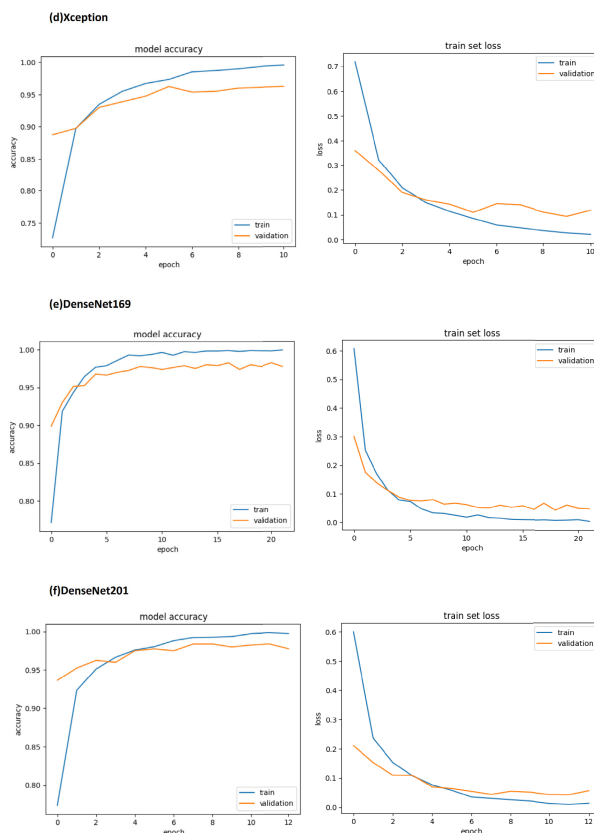 (d)Xception
model accuracy
train set loss
1.00
0.95
0.90
0.85
0.80
0.75
accuracy
train
vaidation
0 2 4 6 8 10
epoch
0.7
0.6
0.5
0.4
0.3
0.2
0.1
0.0
loss
train
validation
0 2 4 6 8 10
epoch
(e)DenseNet169
model accuracy
train set loss
1.00
0.95
0.90
0.85
0.80
accuracy
tran
validation
0 5 10 15 20
epoch
0.6
0.5
0.4
0.3
0.2
0.1
0.0
loss
train
validation
0 5 10 15 20
epoch
(f)DenseNet201
model accuracy
train set loss
1.00
0.95
0.90
0.85
0.80
accuracy
train
validation
0 2 4 6 8 10 12
epoch
0.6
0.5
0.4
0.3
0.2
0.1
0.0
loss
train
validation
0 2 4 6 8 10 12
epoch